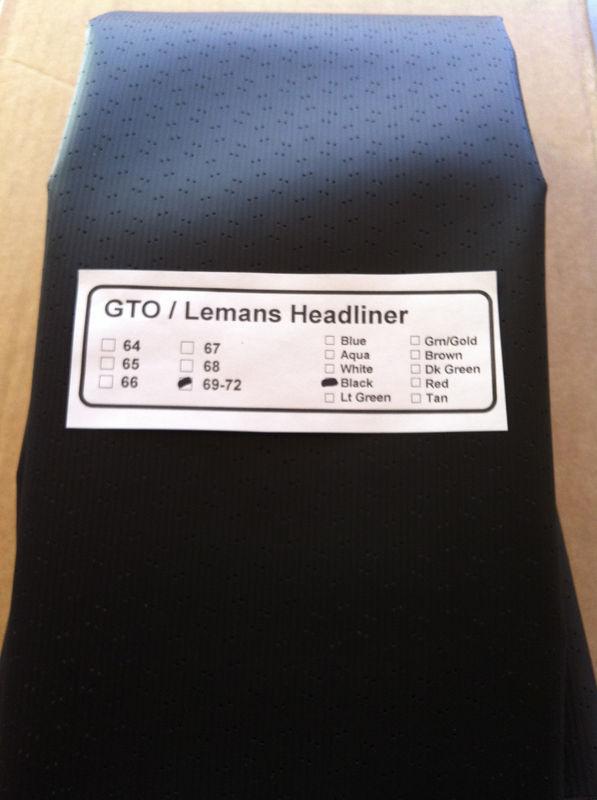 GTO / Lemans Headliner
64
65
66
67
68
69-72
Blue
Aqua
White
Black
Lt Green
Grn/Gold
Brown
Dk Green
Red
Tan